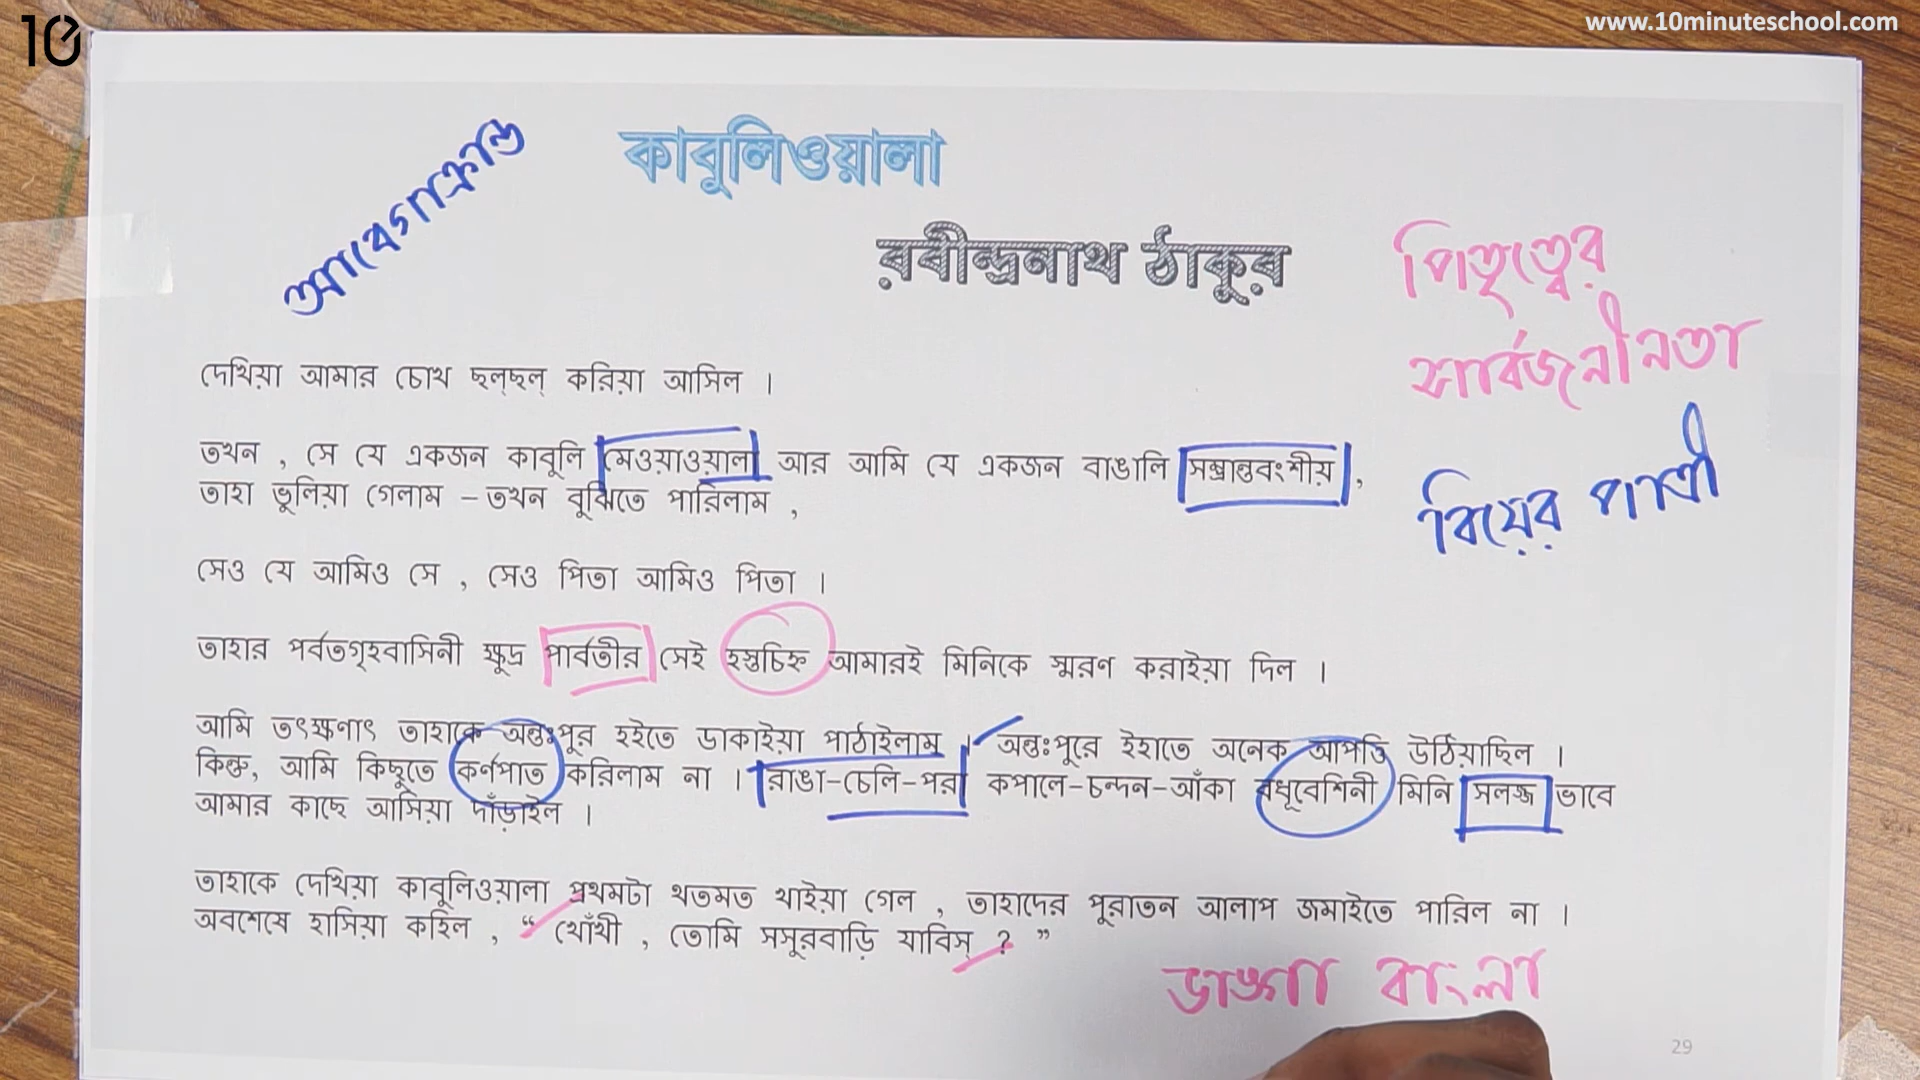 10
www.10minuteschool.com
আবেগাক্রান্ত
কাবুলিওয়ালা
রবীন্দ্রনাথ ঠাকুর
পিতৃত্বের
সার্বজনীনতা
দেখিয়া আমার চোখ ছল্‌ছল্‌ করিয়া আসিল ।
তখন , সে যে একজন কাবুলি মেওয়াওয়ালা আর আমি যে একজন বাঙালি সম্ভ্রান্তবংশীয় ,
তাহা ভুলিয়া গেলাম – তখন বুঝিতে পারিলাম ,
বিয়ের পাত্রী
সেও যে আমিও সে , সেও পিতা আমিও পিতা ।
তাহার পর্বতগৃহবাসিনী ক্ষুদ্র পার্বতীর সেই হস্তচিহ্ন আমারই মিনিকে স্মরণ করাইয়া দিল ।
আমি তৎক্ষণাৎ তাহাকে অন্তঃপুর হইতে ডাকাইয়া পাঠাইলাম । অন্তঃপুরে ইহাতে অনেক আপত্তি উঠিয়াছিল ।
কিন্তু, আমি কিছুতে কর্ণপাত করিলাম না । রাঙা-চেলি-পরা কপালে-চন্দন-আঁকা বধূবেশিনী মিনি সলজ্জ ভাবে
আমার কাছে আসিয়া দাঁড়াইল ।
তাহাকে দেখিয়া কাবুলিওয়ালা প্রথমটা থতমত খাইয়া গেল , তাহাদের পুরাতন আলাপ জমাইতে পারিল না ।
অবশেষে হাসিয়া কহিল , “ খোঁখী , তোমি সসুরবাড়ি যাবিস্‌ ? ”
ভাঙ্গা বাংলা
29